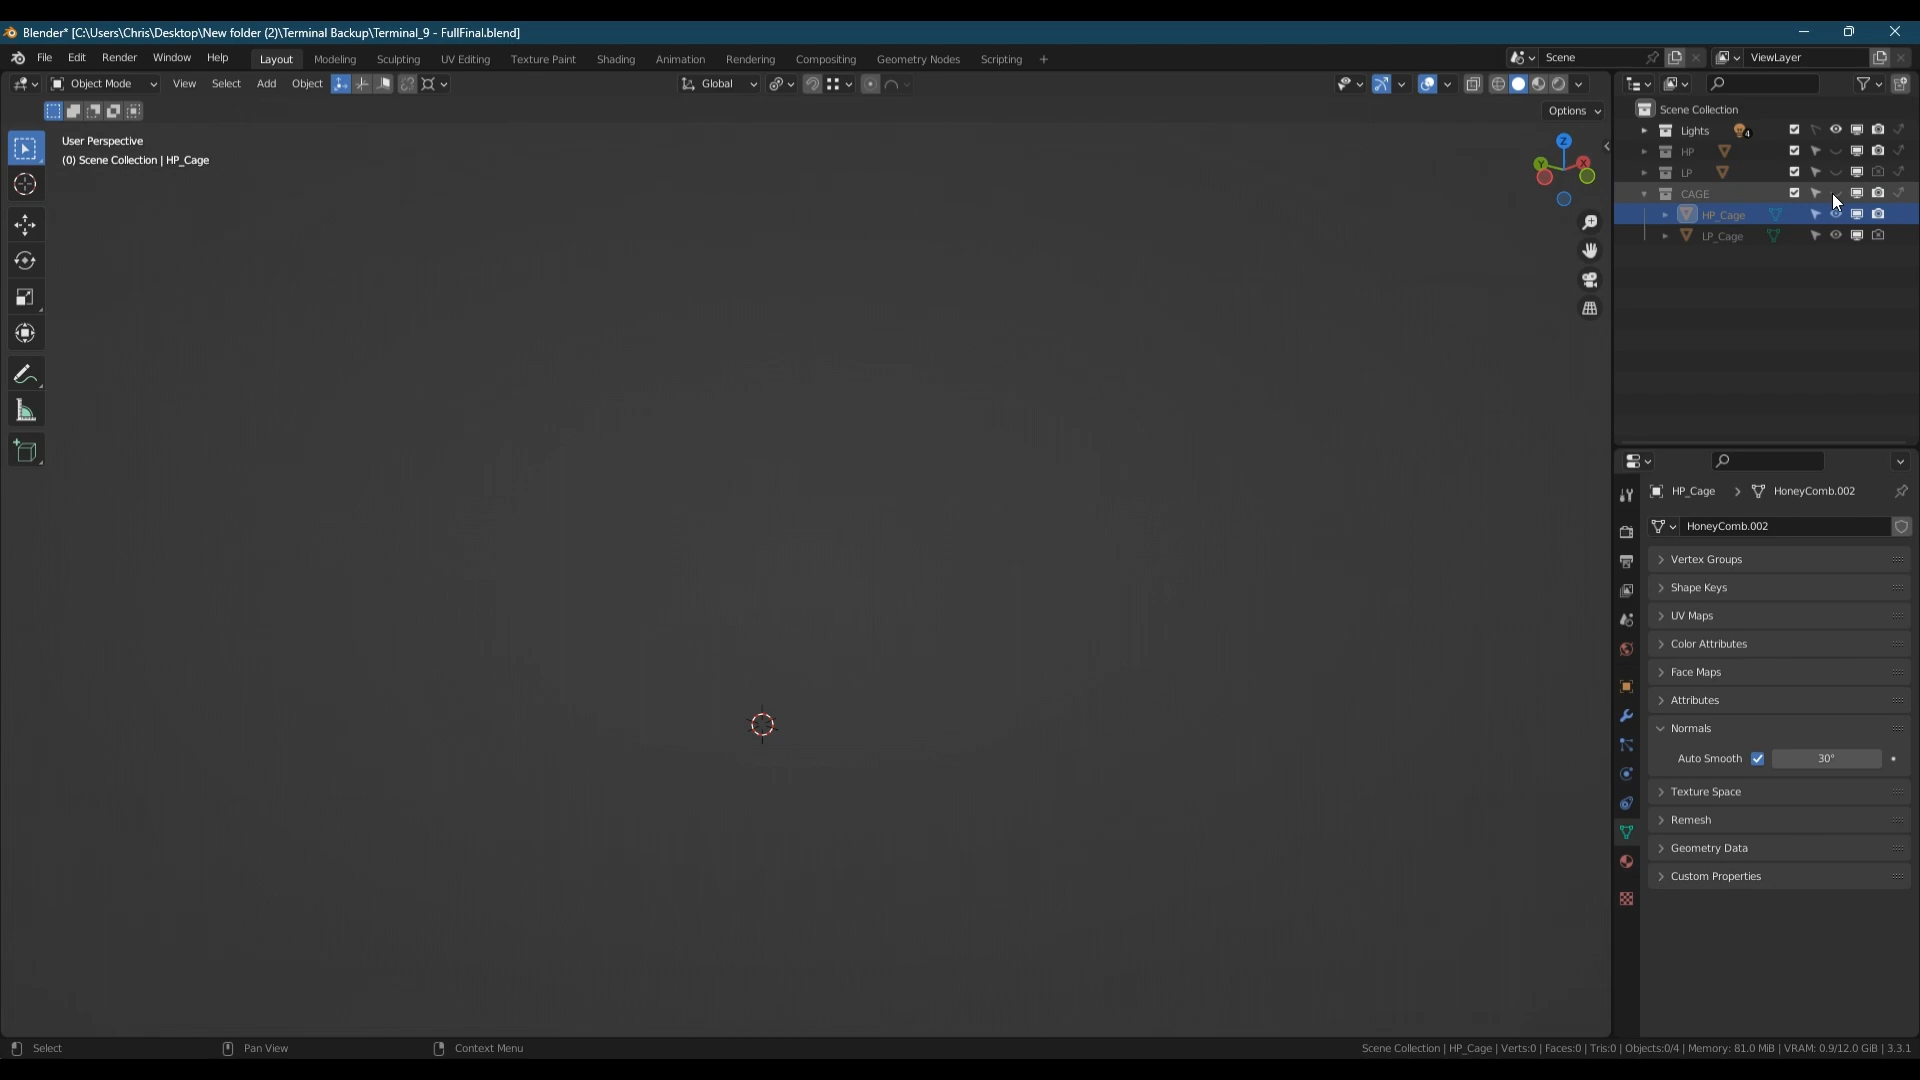 Blender* [C:\Users\Chris\Desktop\New folder (2)\Terminal Backup\Terminal_9 - FullFinal.blend]
File Edit Render Window Help Layout Modeling Sculpting UV Editing Texture Paint Shading Animation Rendering Compositing Geometry Nodes Scripting + Scene ViewLayer
Object Mode View Select Add Object Global
Options
User Perspective
(0) Scene Collection | HP_Cage
Z
Y X
Scene Collection
Lights 4
HP
LP
CAGE
HP_Cage
LP_Cage
HP_Cage > HoneyComb.002
HoneyComb.002
Vertex Groups
Shape Keys
UV Maps
Color Attributes
Face Maps
Attributes
Normals
Auto Smooth 30°
Texture Space
Remesh
Geometry Data
Custom Properties
Select Pan View Context Menu
Scene Collection | HP_Cage | Verts:0 | Faces:0 | Tris:0 | Objects:0/4 | Memory: 81.0 MiB | VRAM: 0.9/12.0 GiB | 3.3.1